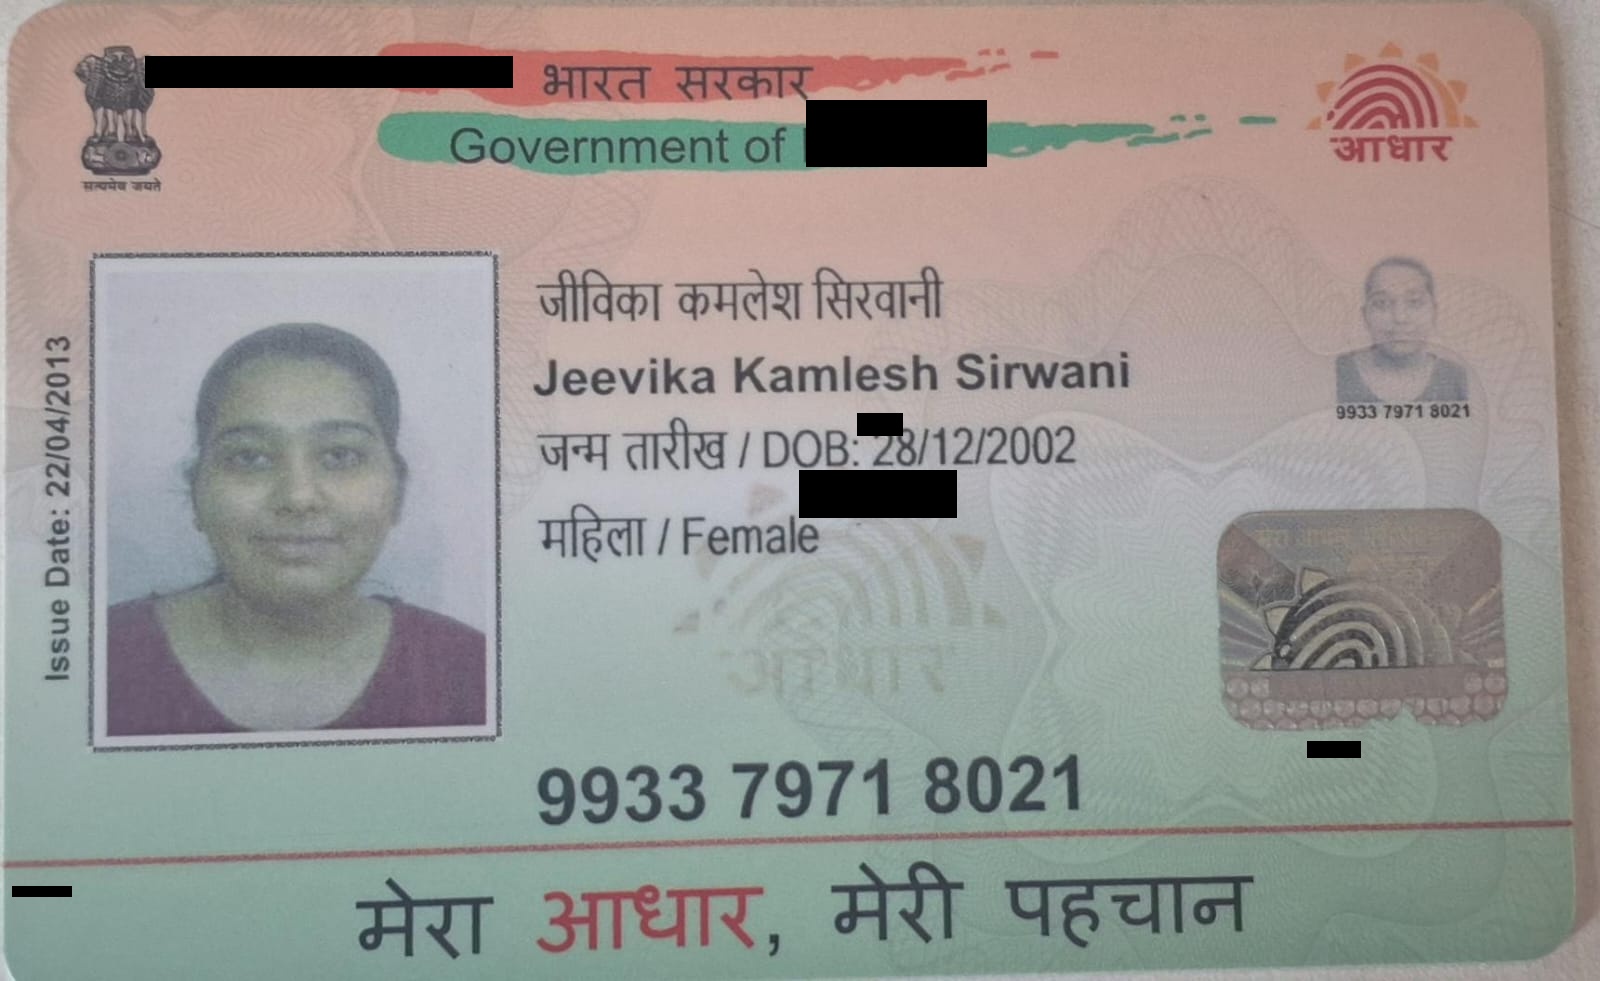 भारत सरकार
Government of
सत्यमेव जयते
आधार
Issue Date: 22/04/2013
जीविका कमलेश सिरवानी
Jeevika Kamlesh Sirwani
जन्म तारीख / DOB: 28/12/2002
महिला / Female
9933 7971 8021
आधार
9933 7971 8021
मेरा आधार, मेरी पहचान